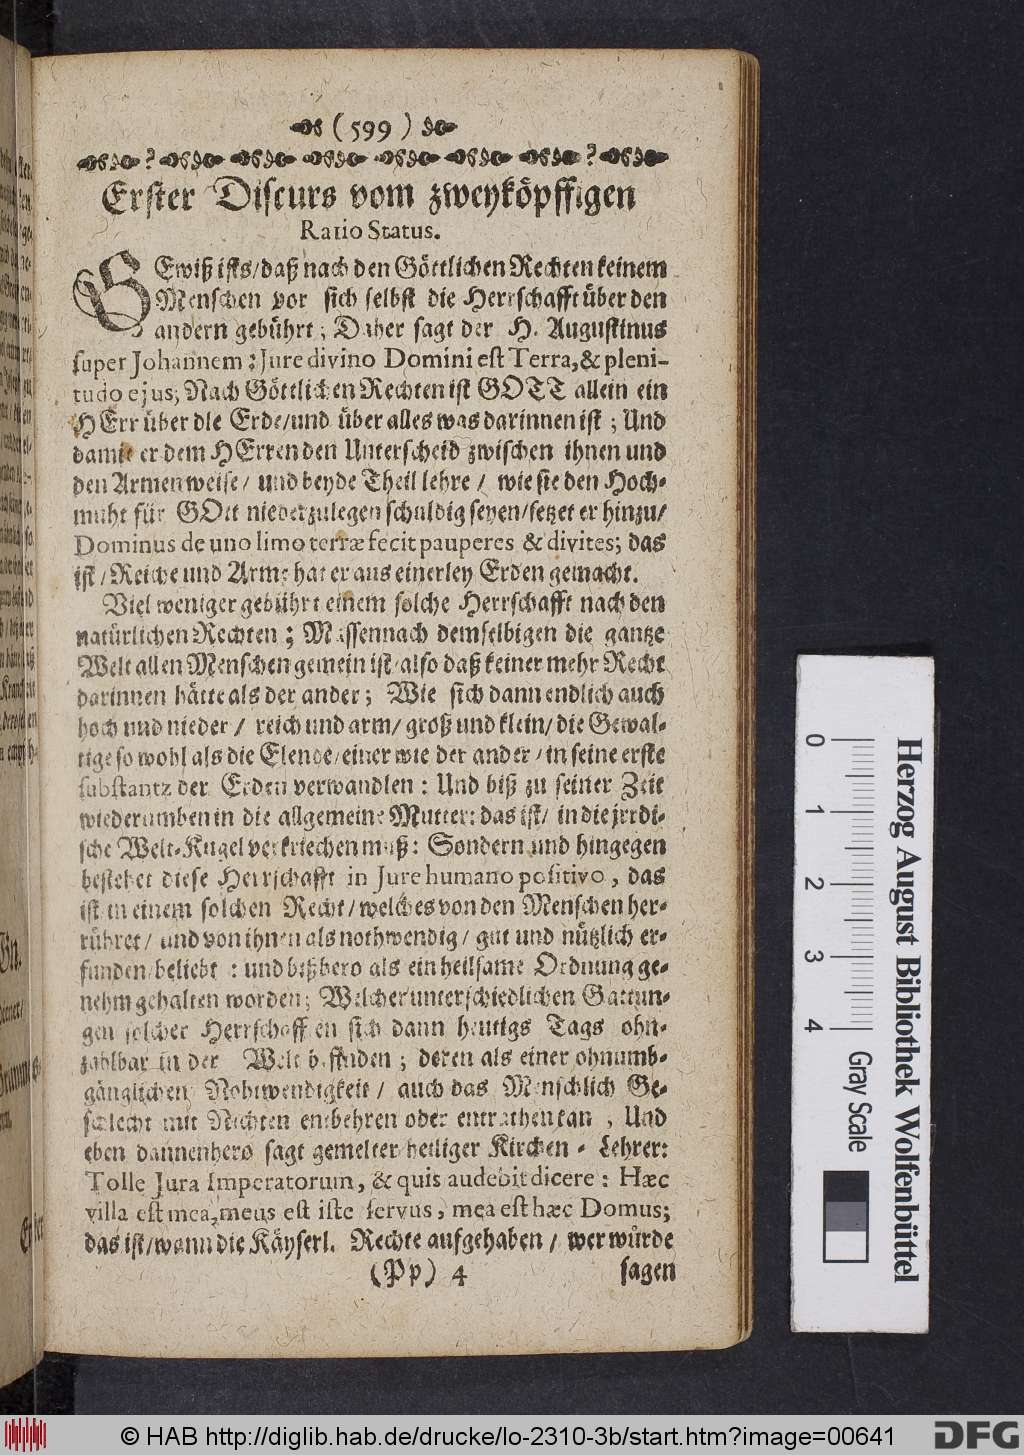 ( 599 )
Erster Discurs vom zweyköpffigen
Ratio Status.
GEwiß ists/daß nach den Göttlichen Rechten keinem
Menschen vor sich selbst die Herrschafft über den
andern gebührt; Daher sagt der H. Augustinus
super Johannem: Jure divino Domini est Terra, & pleni-
tudo ejus; Nach Göttlichen Rechten ist GOTT allein ein
HErr über die Erde/und über alles was darinnen ist; Und
damit er dem HErren den Unterscheid zwischen ihnen und
den Armen weise/ und beyde Theil lehre/ wie sie den Hoch-
muht für GOtt niederzulegen schuldig seyen/setzet er hinzu/
Dominus de uno limo terræ fecit pauperes & divites; das
ist/Reiche und Arme hat er aus einerley Erden gemacht.
Viel weniger gebührt einem solche Herrschafft nach den
natürlichen Rechten; Massen nach demselbigen die gantze
Welt allen Menschen gemein ist/also daß keiner mehr Recht
darinnen hätte als der ander; Wie sich dann endlich auch
hoch und nieder/ reich und arm/ groß und klein/die Gewal-
tige so wohl als die Elende/einer wie der ander/in seine erste
substantz der Erden verwandlen: Und biß zu seiner Zeit
wiederumben in die allgemeine Mutter: das ist/ in die jrrdi-
sche Welt-Kugel verkriechen muß: Sondern und hingegen
bestehet diese Herrschafft in Jure humano positivo, das
ist in einem solchen Recht/welches von den Menschen her-
rühret/ und von ihnen als nothwendig/ gut und nützlich er-
funden/beliebt: und bißhero als ein heilsame Ordnung ge-
nehm gehalten worden; Welcher unterschiedlichen Gattun-
gen solcher Herrschafften sich dann heutigs Tags ohn-
zahlbar in der Welt befinden; deren als einer ohnumb-
gänglichen Nohtwendigkeit/ auch das Menschlich Ge-
schlecht mit Nichten entbehren oder entrathen kan, Und
eben dannenhero sagt gemelter heiliger Kirchen-Lehrer:
Tolle Jura Imperatorum, & quis audebit dicere: Hæc
villa est mea, meus est iste servus, mea est hæc Domus;
das ist/wann die Käyserl. Rechte aufgehaben/ wer würde
(Pp) 4 sagen
0 1 2 3 4
Gray Scale
Herzog August Bibliothek Wolfenbüttel
© HAB http://diglib.hab.de/drucke/lo-2310-3b/start.htm?image=00641
DFG